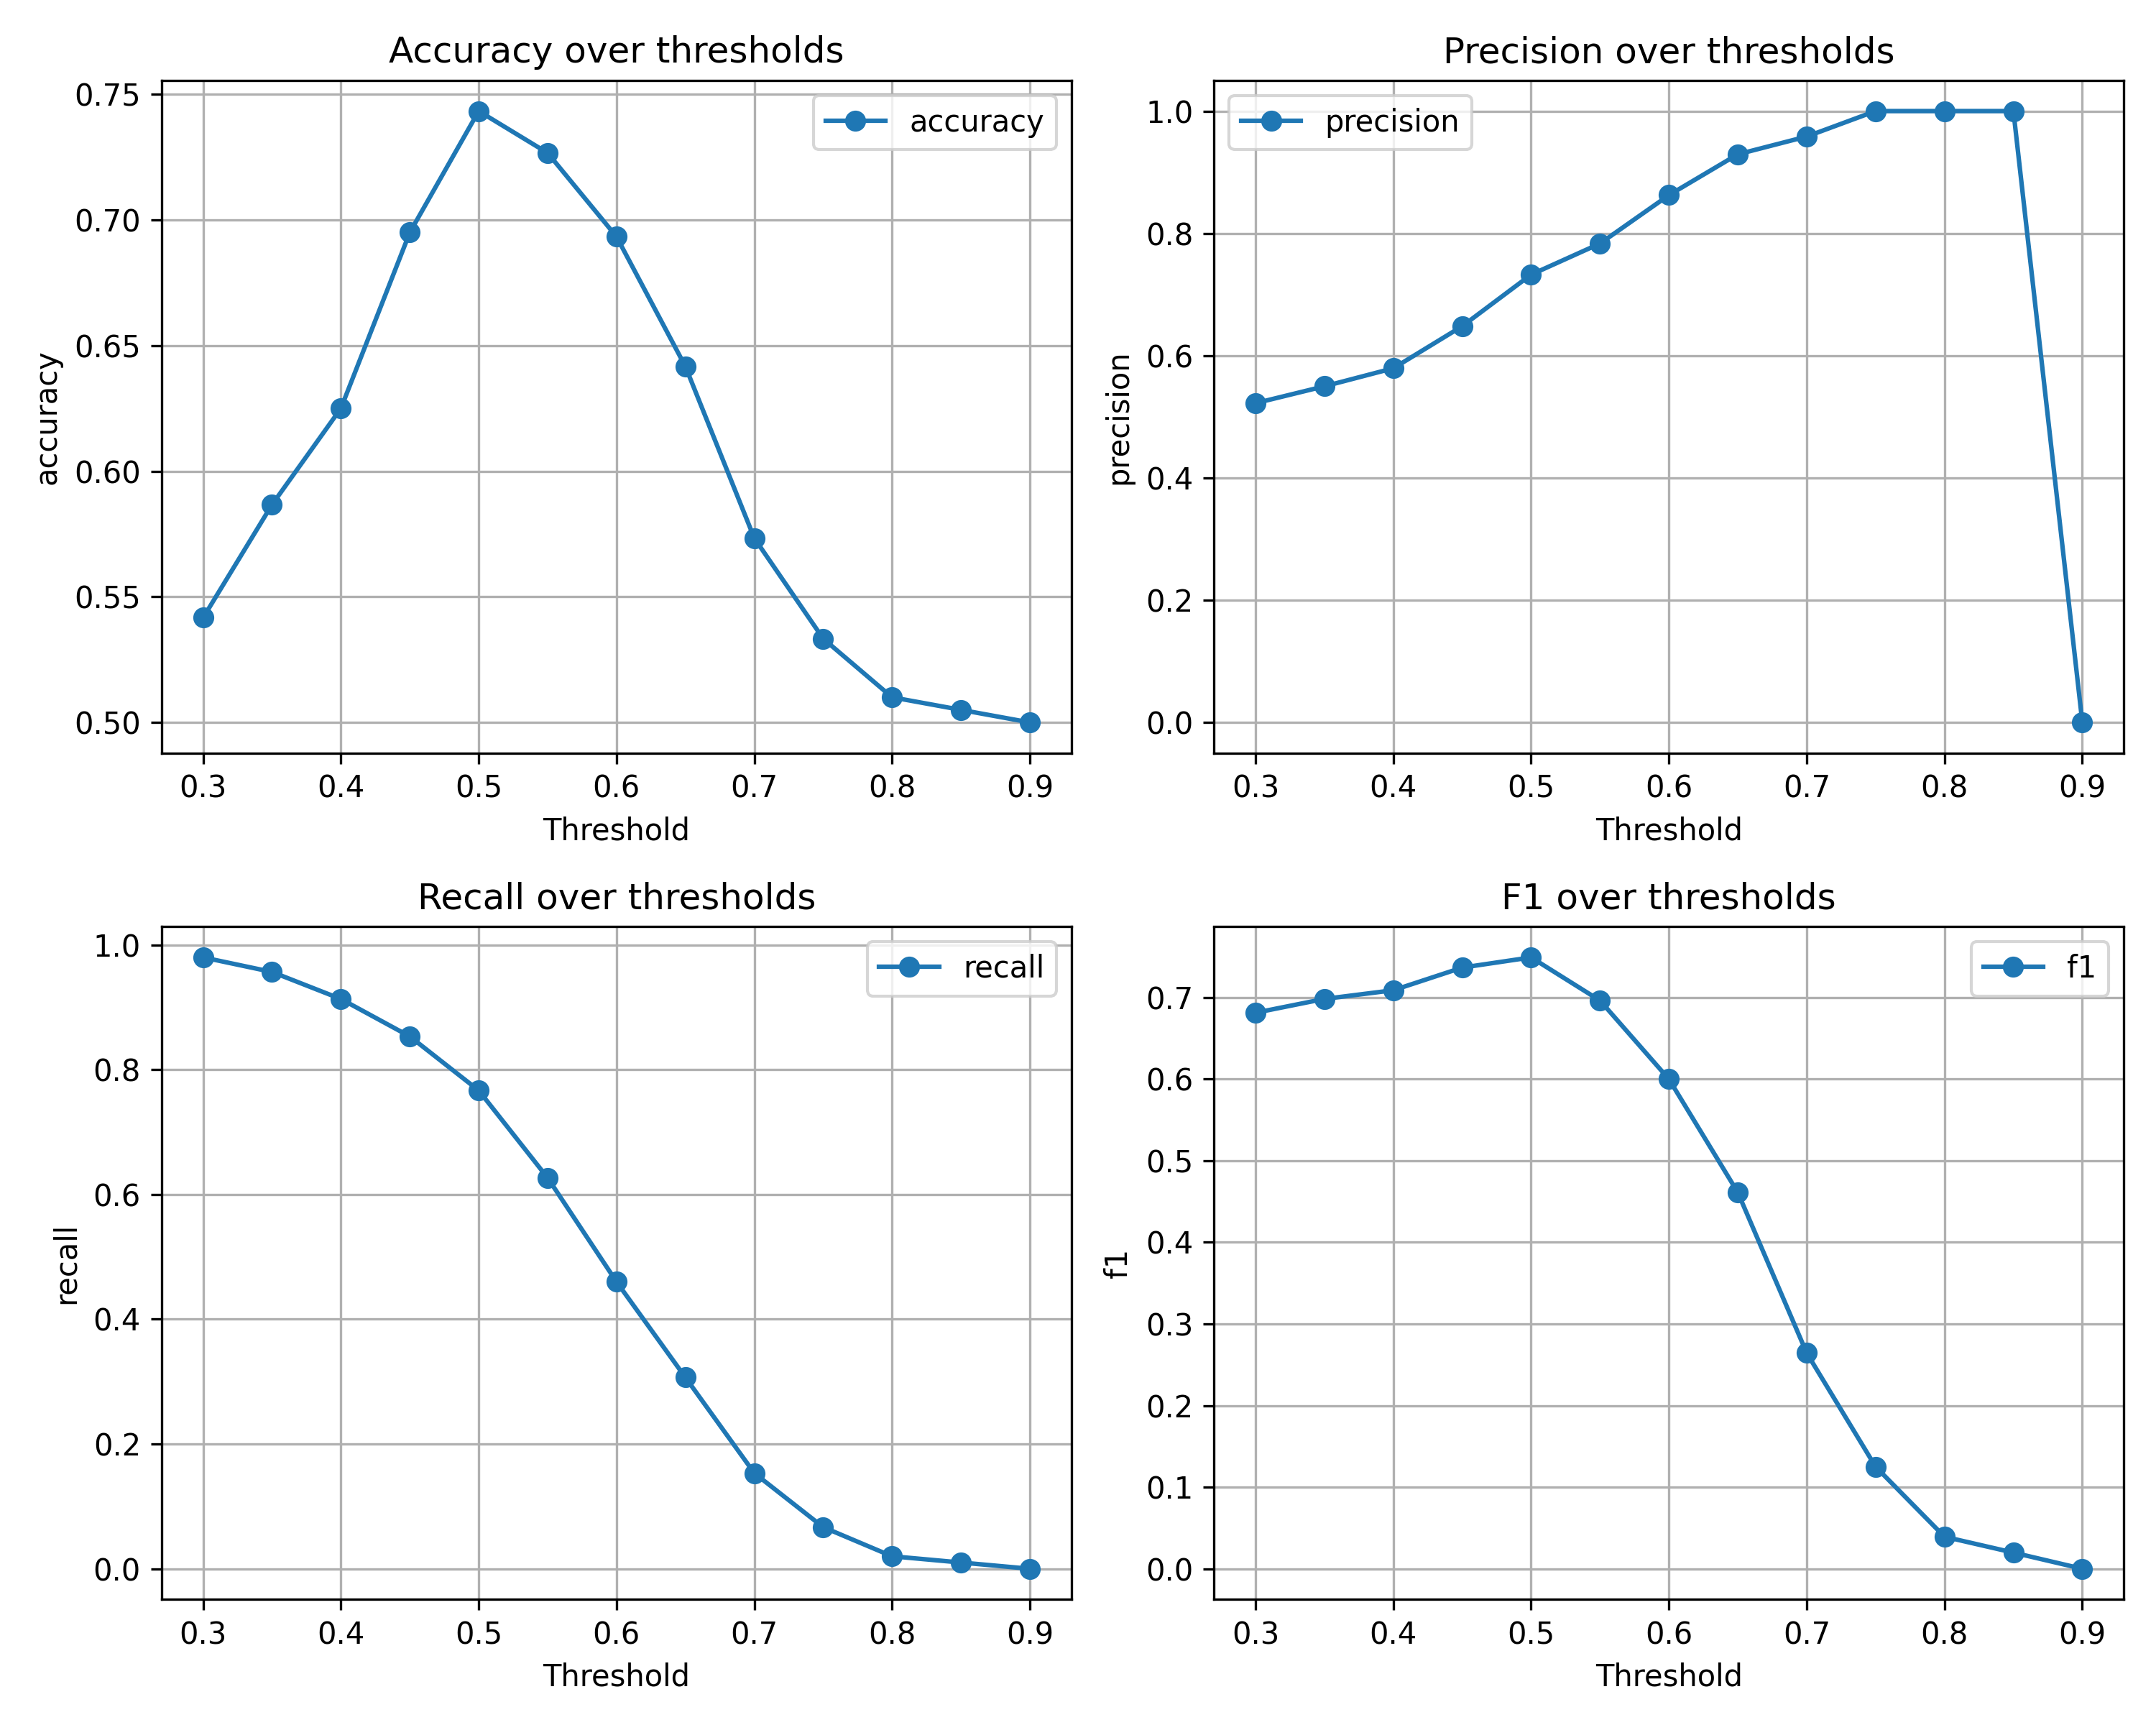 Accuracy over thresholds
accuracy
accuracy
0.75
0.70
0.65
0.60
0.55
0.50
0.3 0.4 0.5 0.6 0.7 0.8 0.9
Threshold
Precision over thresholds
precision
precision
1.0
0.8
0.6
0.4
0.2
0.0
0.3 0.4 0.5 0.6 0.7 0.8 0.9
Threshold
Recall over thresholds
recall
recall
1.0
0.8
0.6
0.4
0.2
0.0
0.3 0.4 0.5 0.6 0.7 0.8 0.9
Threshold
F1 over thresholds
f1
f1
0.7
0.6
0.5
0.4
0.3
0.2
0.1
0.0
0.3 0.4 0.5 0.6 0.7 0.8 0.9
Threshold